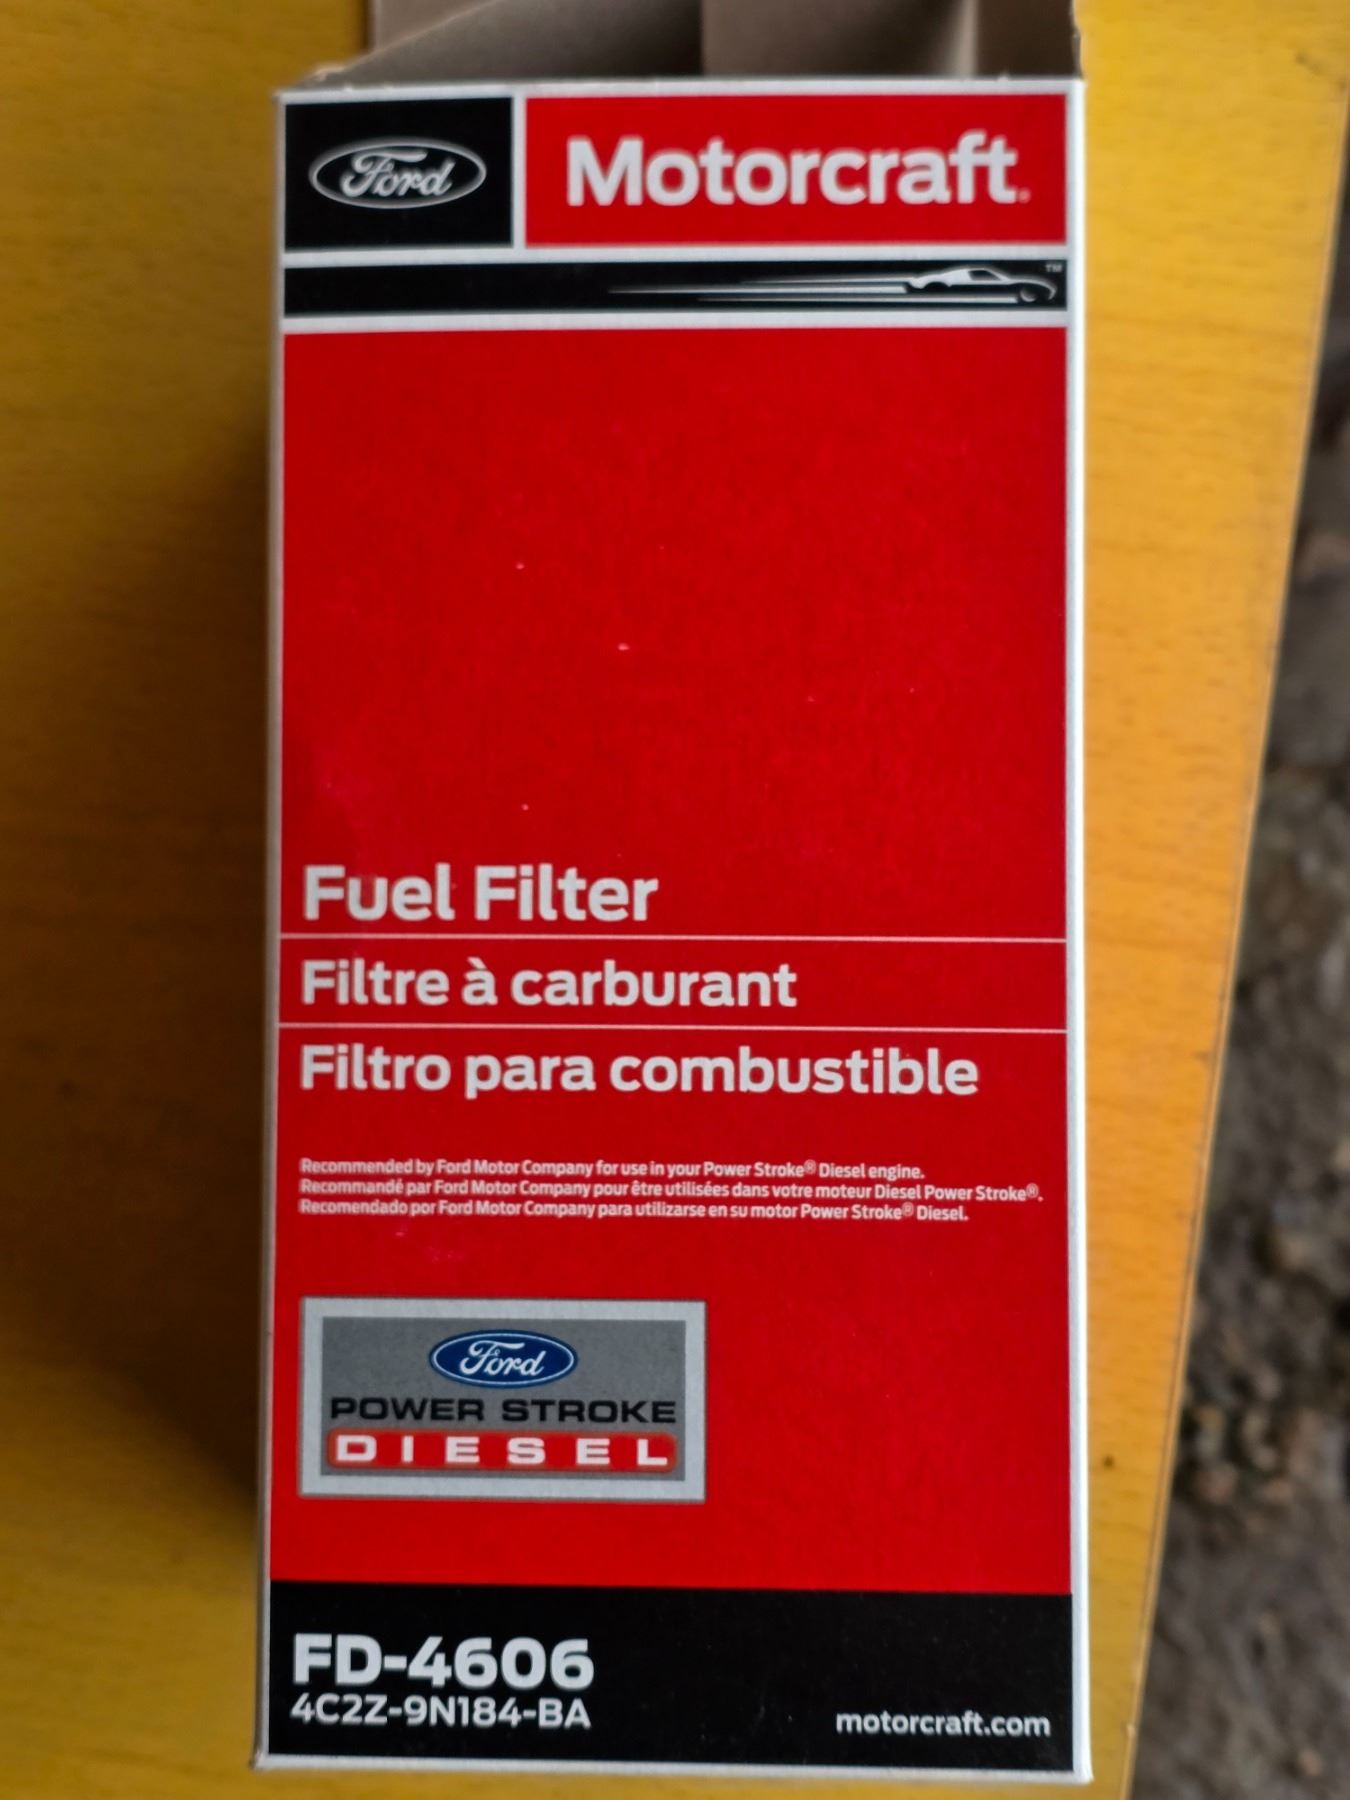 Ford
Motorcraft®
TM
Fuel Filter
Filtre à carburant
Filtro para combustible
Recommended by Ford Motor Company for use in your Power Stroke® Diesel engine.
Recommandé par Ford Motor Company pour être utilisées dans votre moteur Diesel Power Stroke®.
Recomendado por Ford Motor Company para utilizarse en su motor Power Stroke® Diesel.
Ford
POWER STROKE
DIESEL
FD-4606
4C2Z-9N184-BA
motorcraft.com